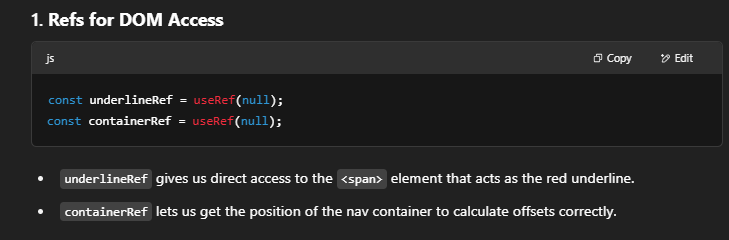 1. Refs for DOM Access
js
Copy
Edit
const underlineRef = useRef(null);
const containerRef = useRef(null);
• underlineRef gives us direct access to the <span> element that acts as the red underline.
• containerRef lets us get the position of the nav container to calculate offsets correctly.